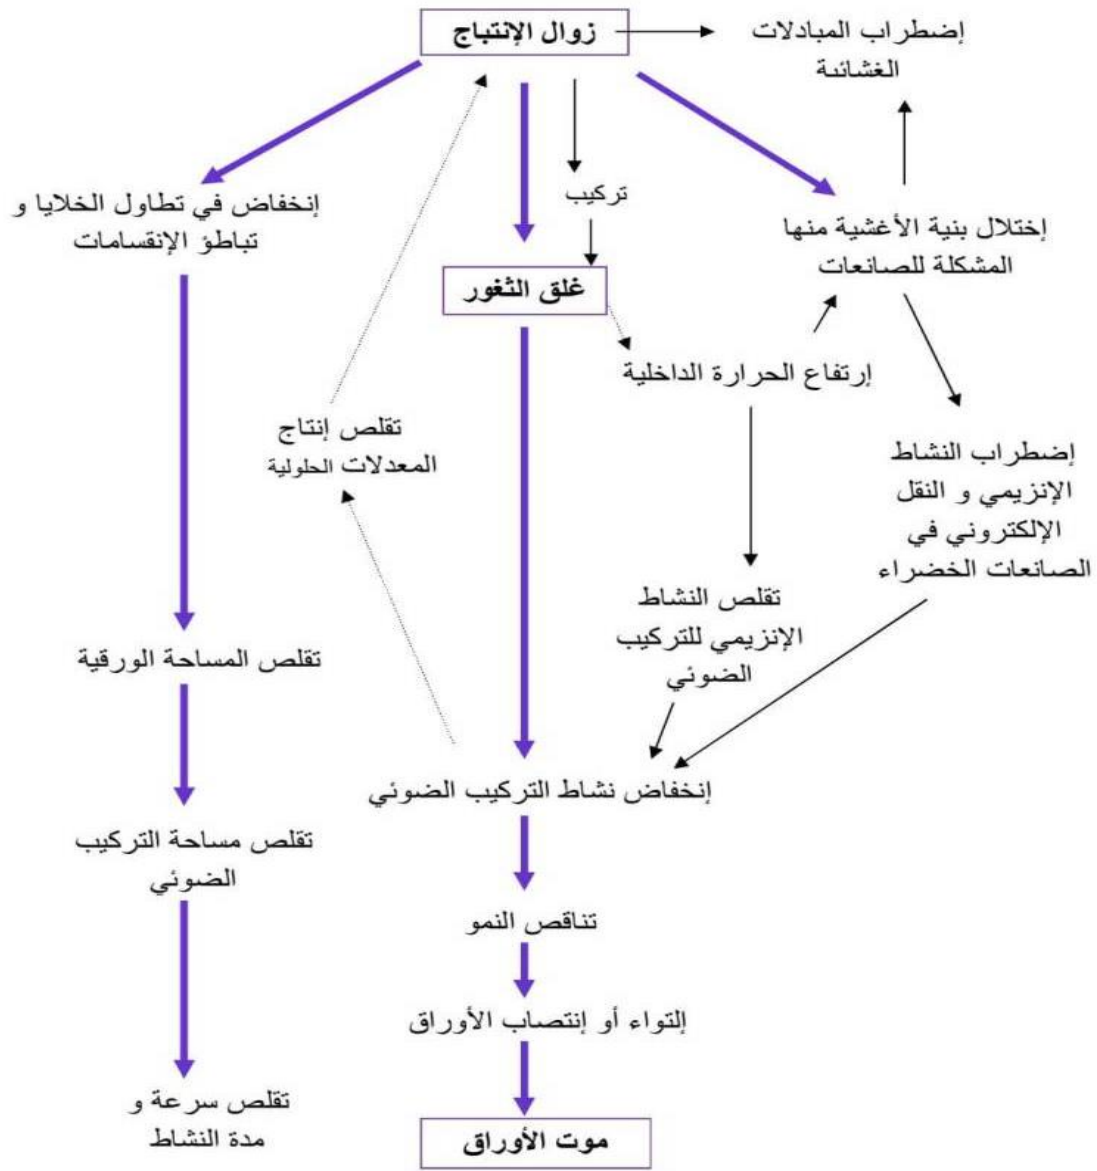 زوال الإنتباج
إضطراب المبادلات
الغشائية
تركيب
إنخفاض في تطاول الخلايا و
تباطؤ الإنقسامات
إختلال بنية الأغشية منها
المشكلة للصانعات
غلق الثغور
إرتفاع الحرارة الداخلية
تقلص إنتاج
المعدلات الحلولية
إضطراب النشاط
الإنزيمي و النقل
الإلكتروني في
الصانعات الخضراء
تقلص النشاط
الإنزيمي للتركيب
الضوئي
تقلص المساحة الورقية
إنخفاض نشاط التركيب الضوئي
تقلص مساحة التركيب
الضوئي
تناقص النمو
إلتواء أو إنتصاب الأوراق
تقلص سرعة و
مدة النشاط
موت الأوراق